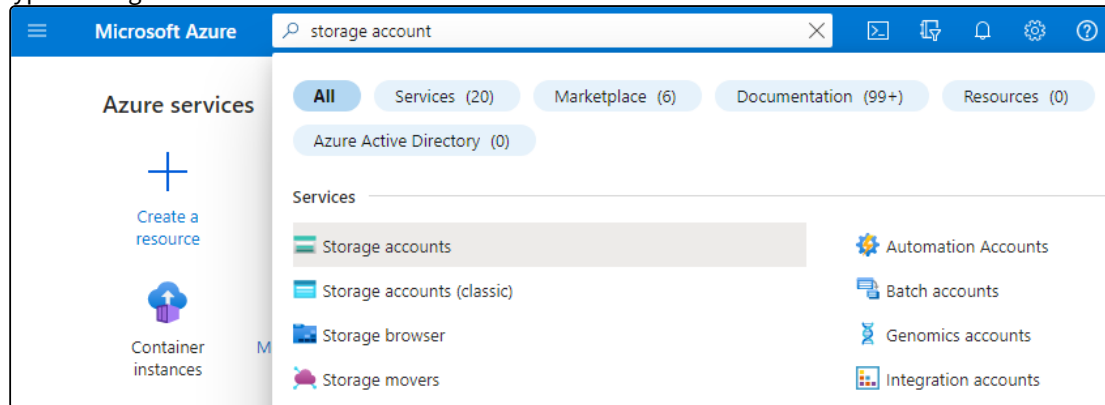 Microsoft Azure
storage account
All
Services (20)
Marketplace (6)
Documentation (99+)
Resources (0)
Azure Active Directory (0)
Azure services
Create a
resource
Container
instances
M
Services
Storage accounts
Automation Accounts
Storage accounts (classic)
Batch accounts
Storage browser
Genomics accounts
Storage movers
Integration accounts